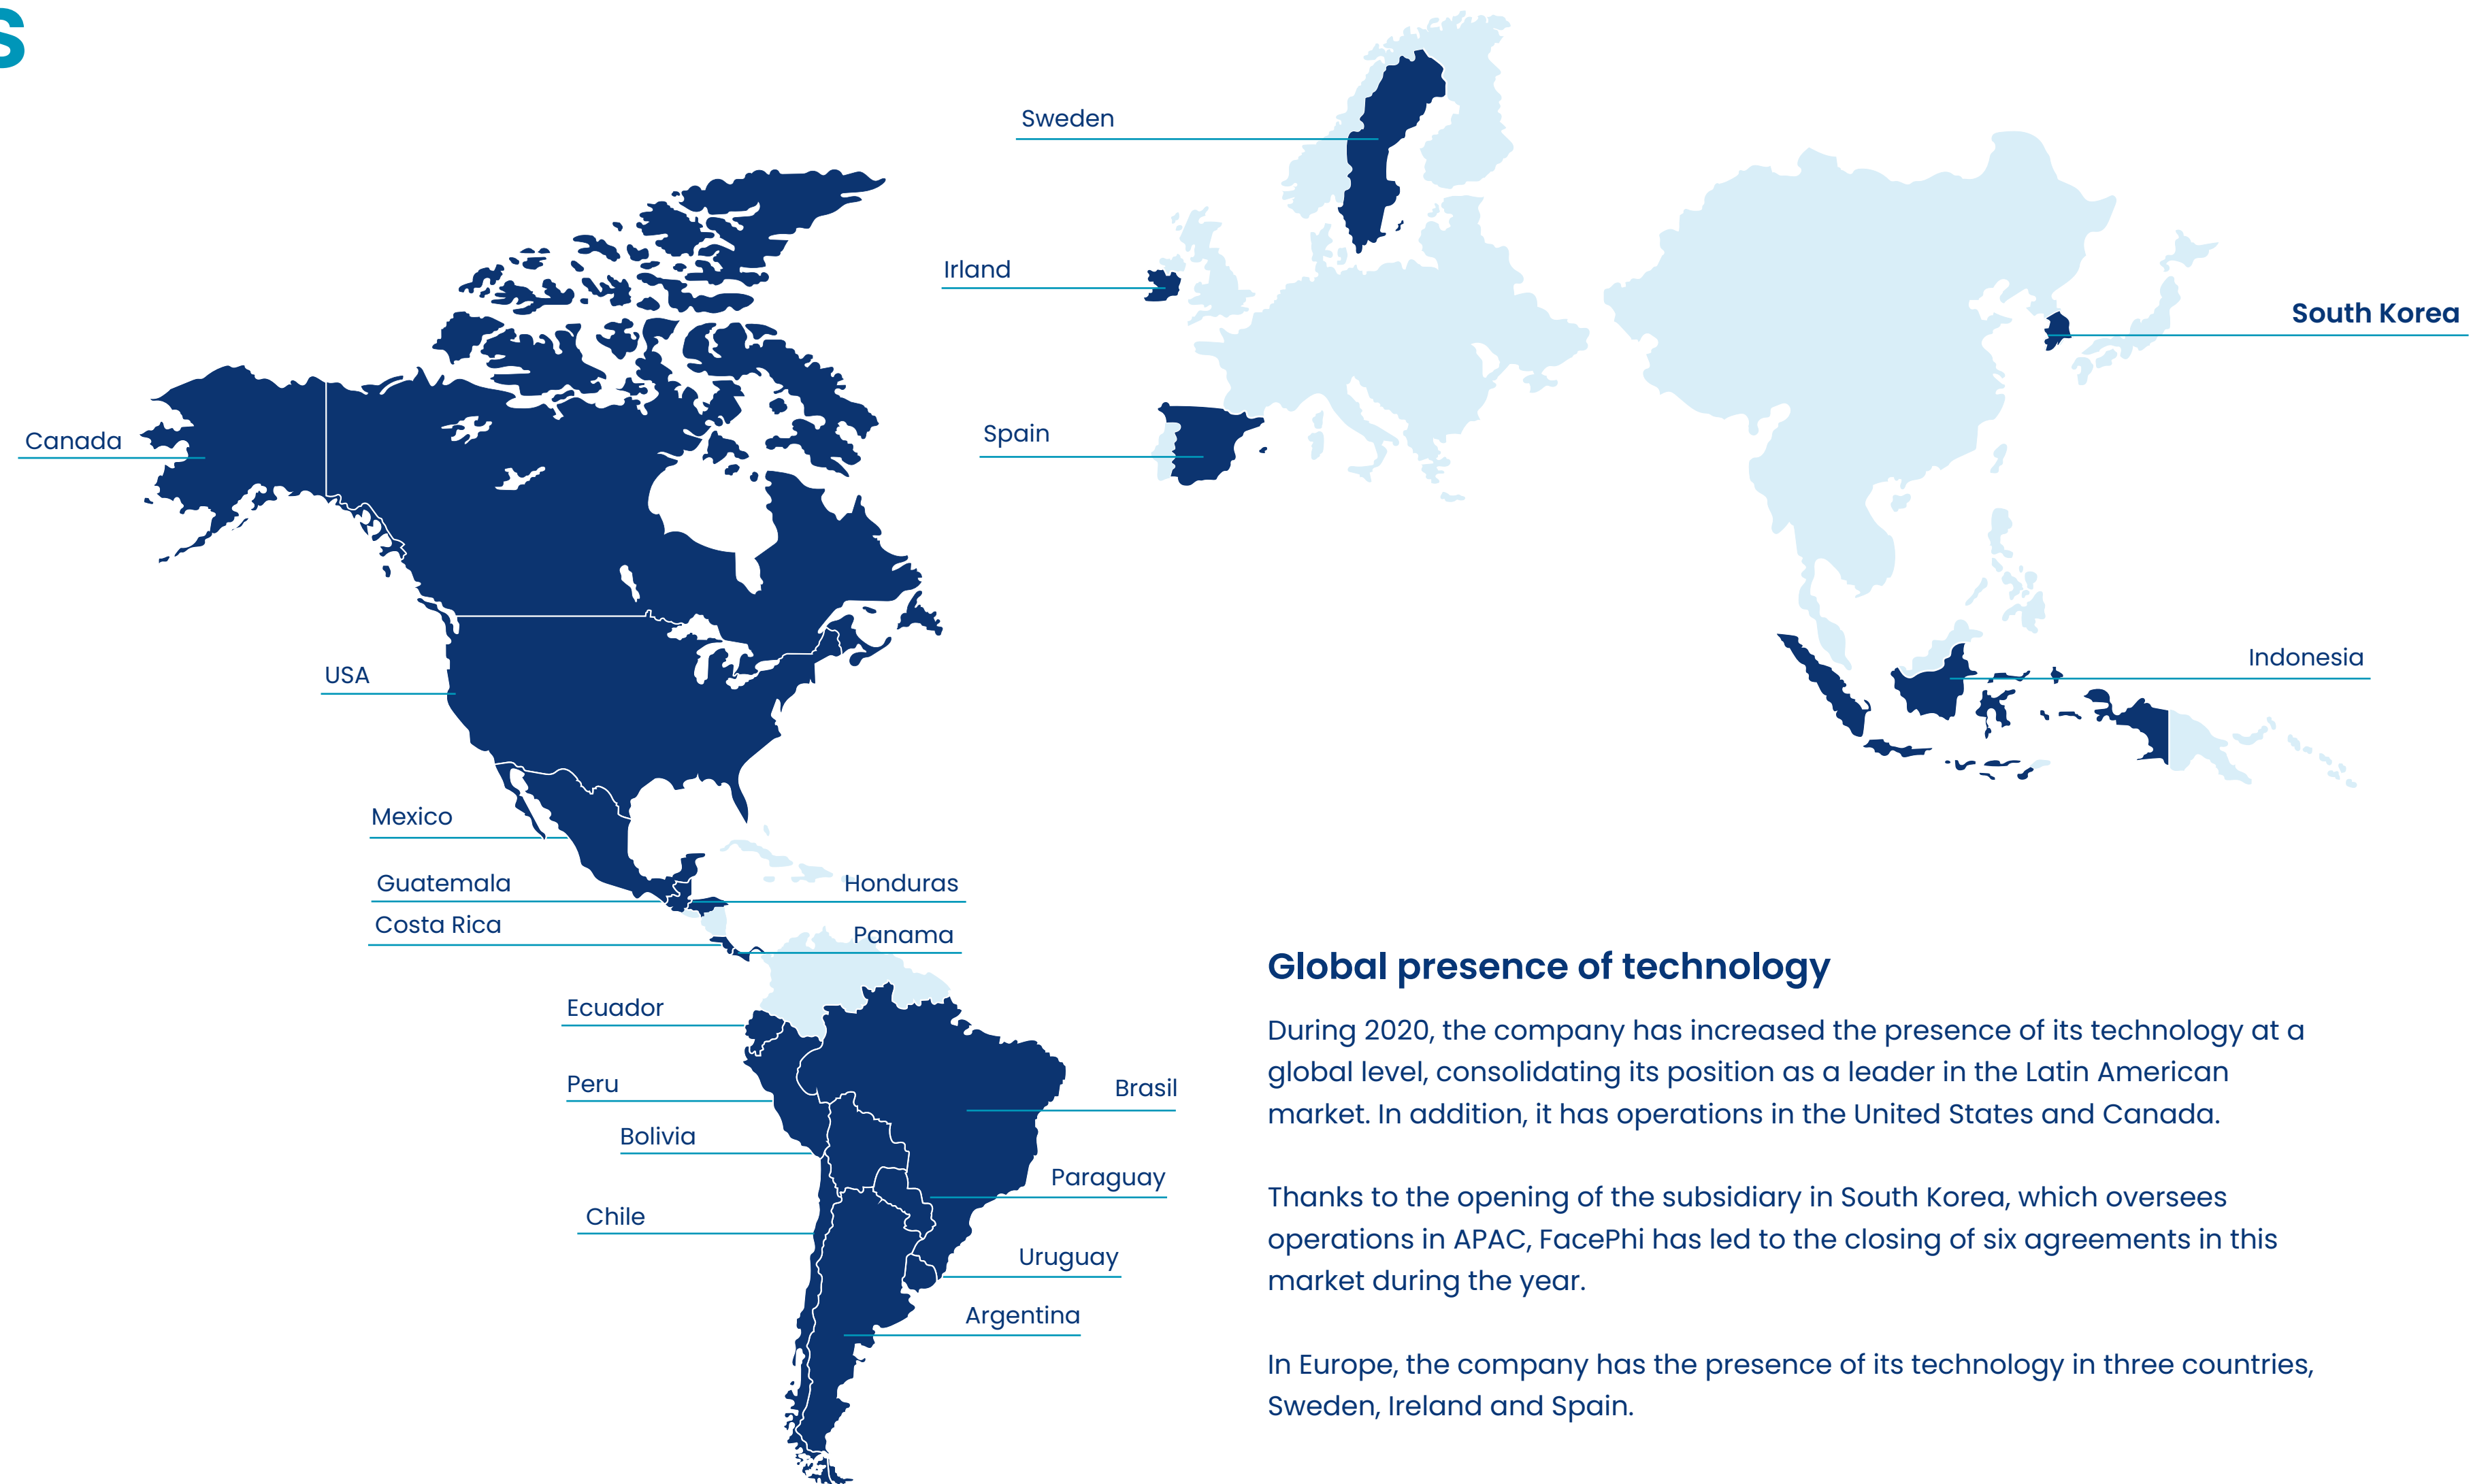 s
Sweden
Irland
South Korea
Canada
Spain
Indonesia
USA
Mexico
Guatemala
Honduras
Costa Rica
Panama
Ecuador
Peru
Brasil
Bolivia
Paraguay
Chile
Uruguay
Argentina
Global presence of technology
During 2020, the company has increased the presence of its technology at a
global level, consolidating its position as a leader in the Latin American
market. In addition, it has operations in the United States and Canada.
Thanks to the opening of the subsidiary in South Korea, which oversees
operations in APAC, FacePhi has led to the closing of six agreements in this
market during the year.
In Europe, the company has the presence of its technology in three countries,
Sweden, Ireland and Spain.